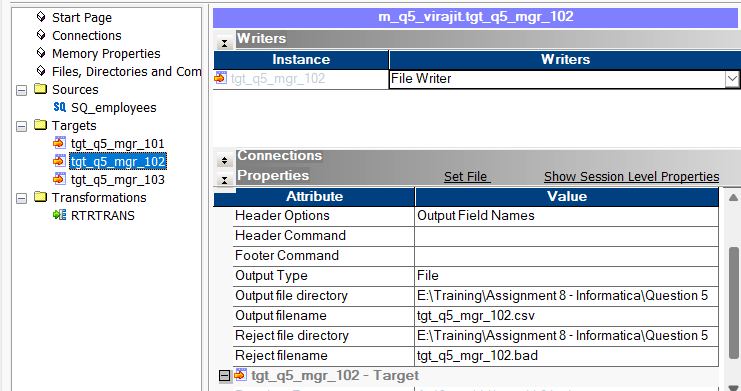 Start Page
Connections
Memory Properties
Files, Directories and Com
Sources
SQ_employees
Targets
tgt_q5_mgr_101
tgt_q5_mgr_102
tgt_q5_mgr_103
Transformations
RTRTRANS
m_q5_virajit.tgt_q5_mgr_102
Writers
Instance Writers
tgt_q5_mgr_102 File Writer
Connections
Properties Set File Show Session Level Properties
Attribute Value
Header Options Output Field Names
Header Command
Footer Command
Output Type File
Output file directory E:\Training\Assignment 8 - Informatica\Question 5
Output filename tgt_q5_mgr_102.csv
Reject file directory E:\Training\Assignment 8 - Informatica\Question 5
Reject filename tgt_q5_mgr_102.bad
tgt_q5_mgr_102 - Target